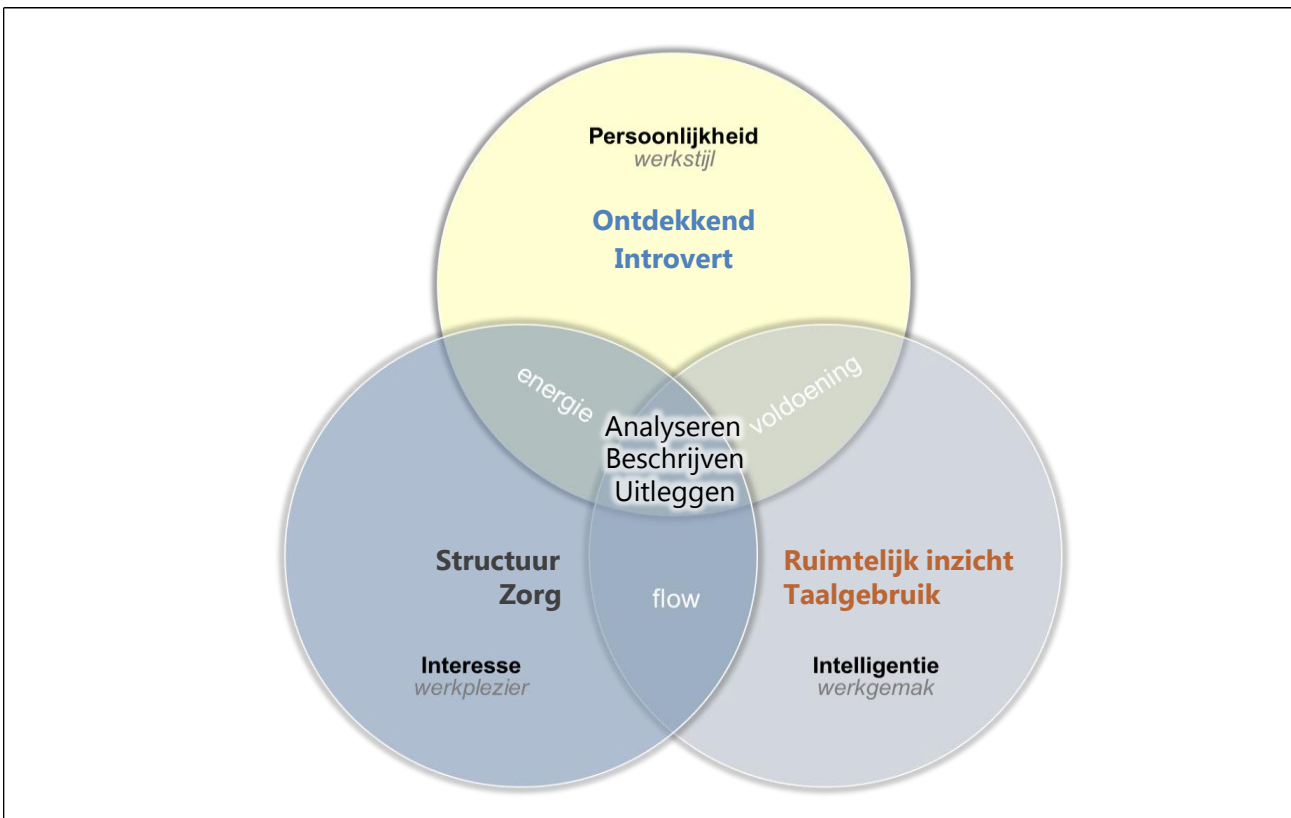 Persoonlijkheid
werkstijl
Ontdekkend
Introvert
energie
voldoening
Analyseren
Beschrijven
Uitleggen
Structuur
Zorg
flow
Ruimtelijk inzicht
Taalgebruik
Interesse
werkplezier
Intelligentie
werkgemak